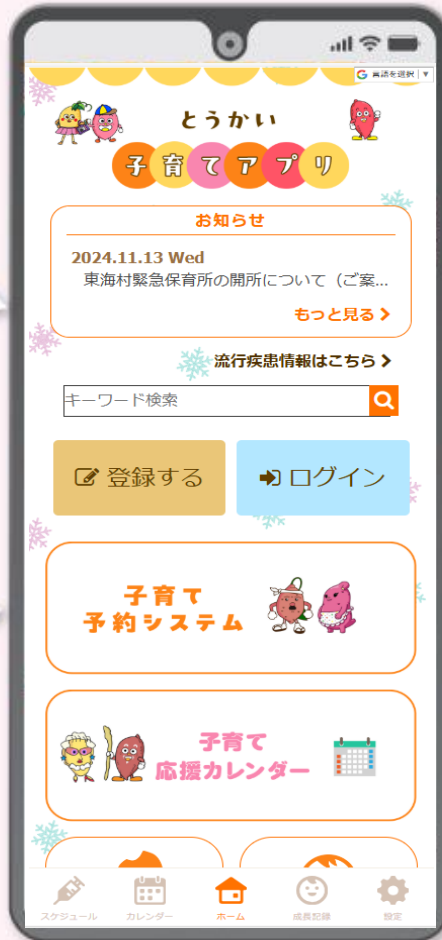 言語を選択
とうかい
子育てアプリ
お知らせ
2024.11.13 Wed
東海村緊急保育所の開所について（ご案...
もっと見る
流行疾患情報はこちら
キーワード検索
登録する
ログイン
子育て
予約システム
子育て
応援カレンダー
スケジュール
カレンダー
ホーム
成長記録
設定